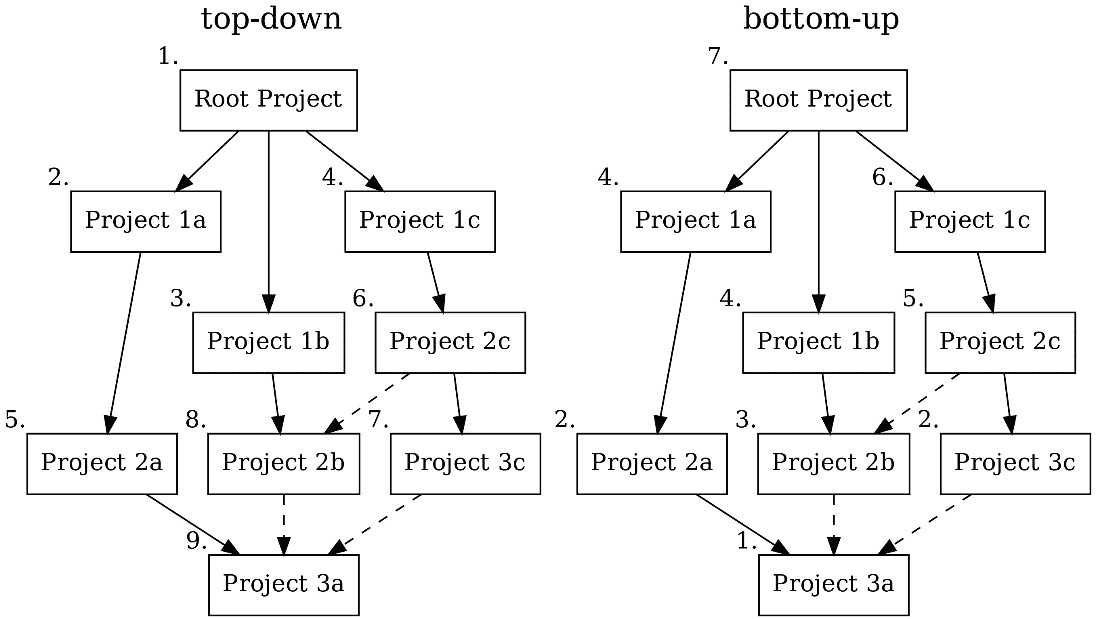 top-down
1.
Root Project
2.
Project 1a
4.
Project 1c
3.
Project 1b
6.
Project 2c
5.
Project 2a
8.
Project 2b
7.
Project 3c
9.
Project 3a
bottom-up
7.
Root Project
4.
Project 1a
6.
Project 1c
4.
Project 1b
5.
Project 2c
2.
Project 2a
3.
Project 2b
2.
Project 3c
1.
Project 3a